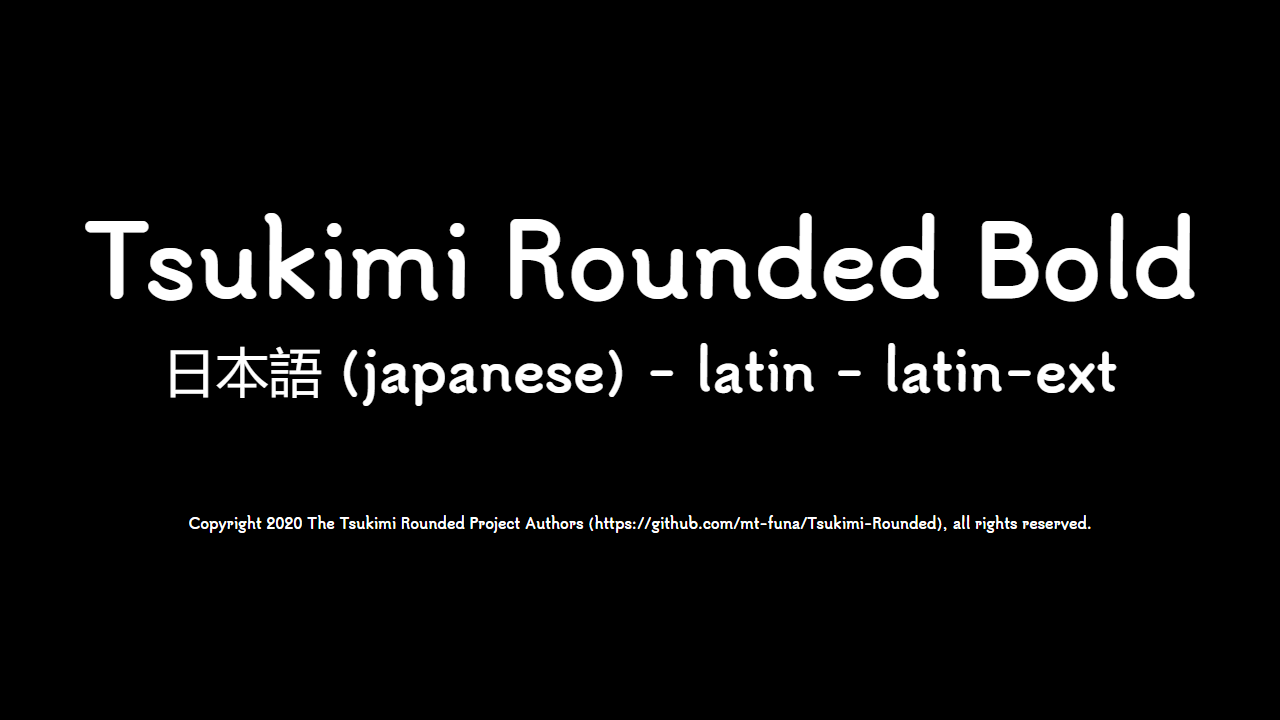 Tsukimi Rounded Bold
日本語 (japanese) - latin - latin-ext
Copyright 2020 The Tsukimi Rounded Project Authors (https://github.com/mt-funa/Tsukimi-Rounded), all rights reserved.